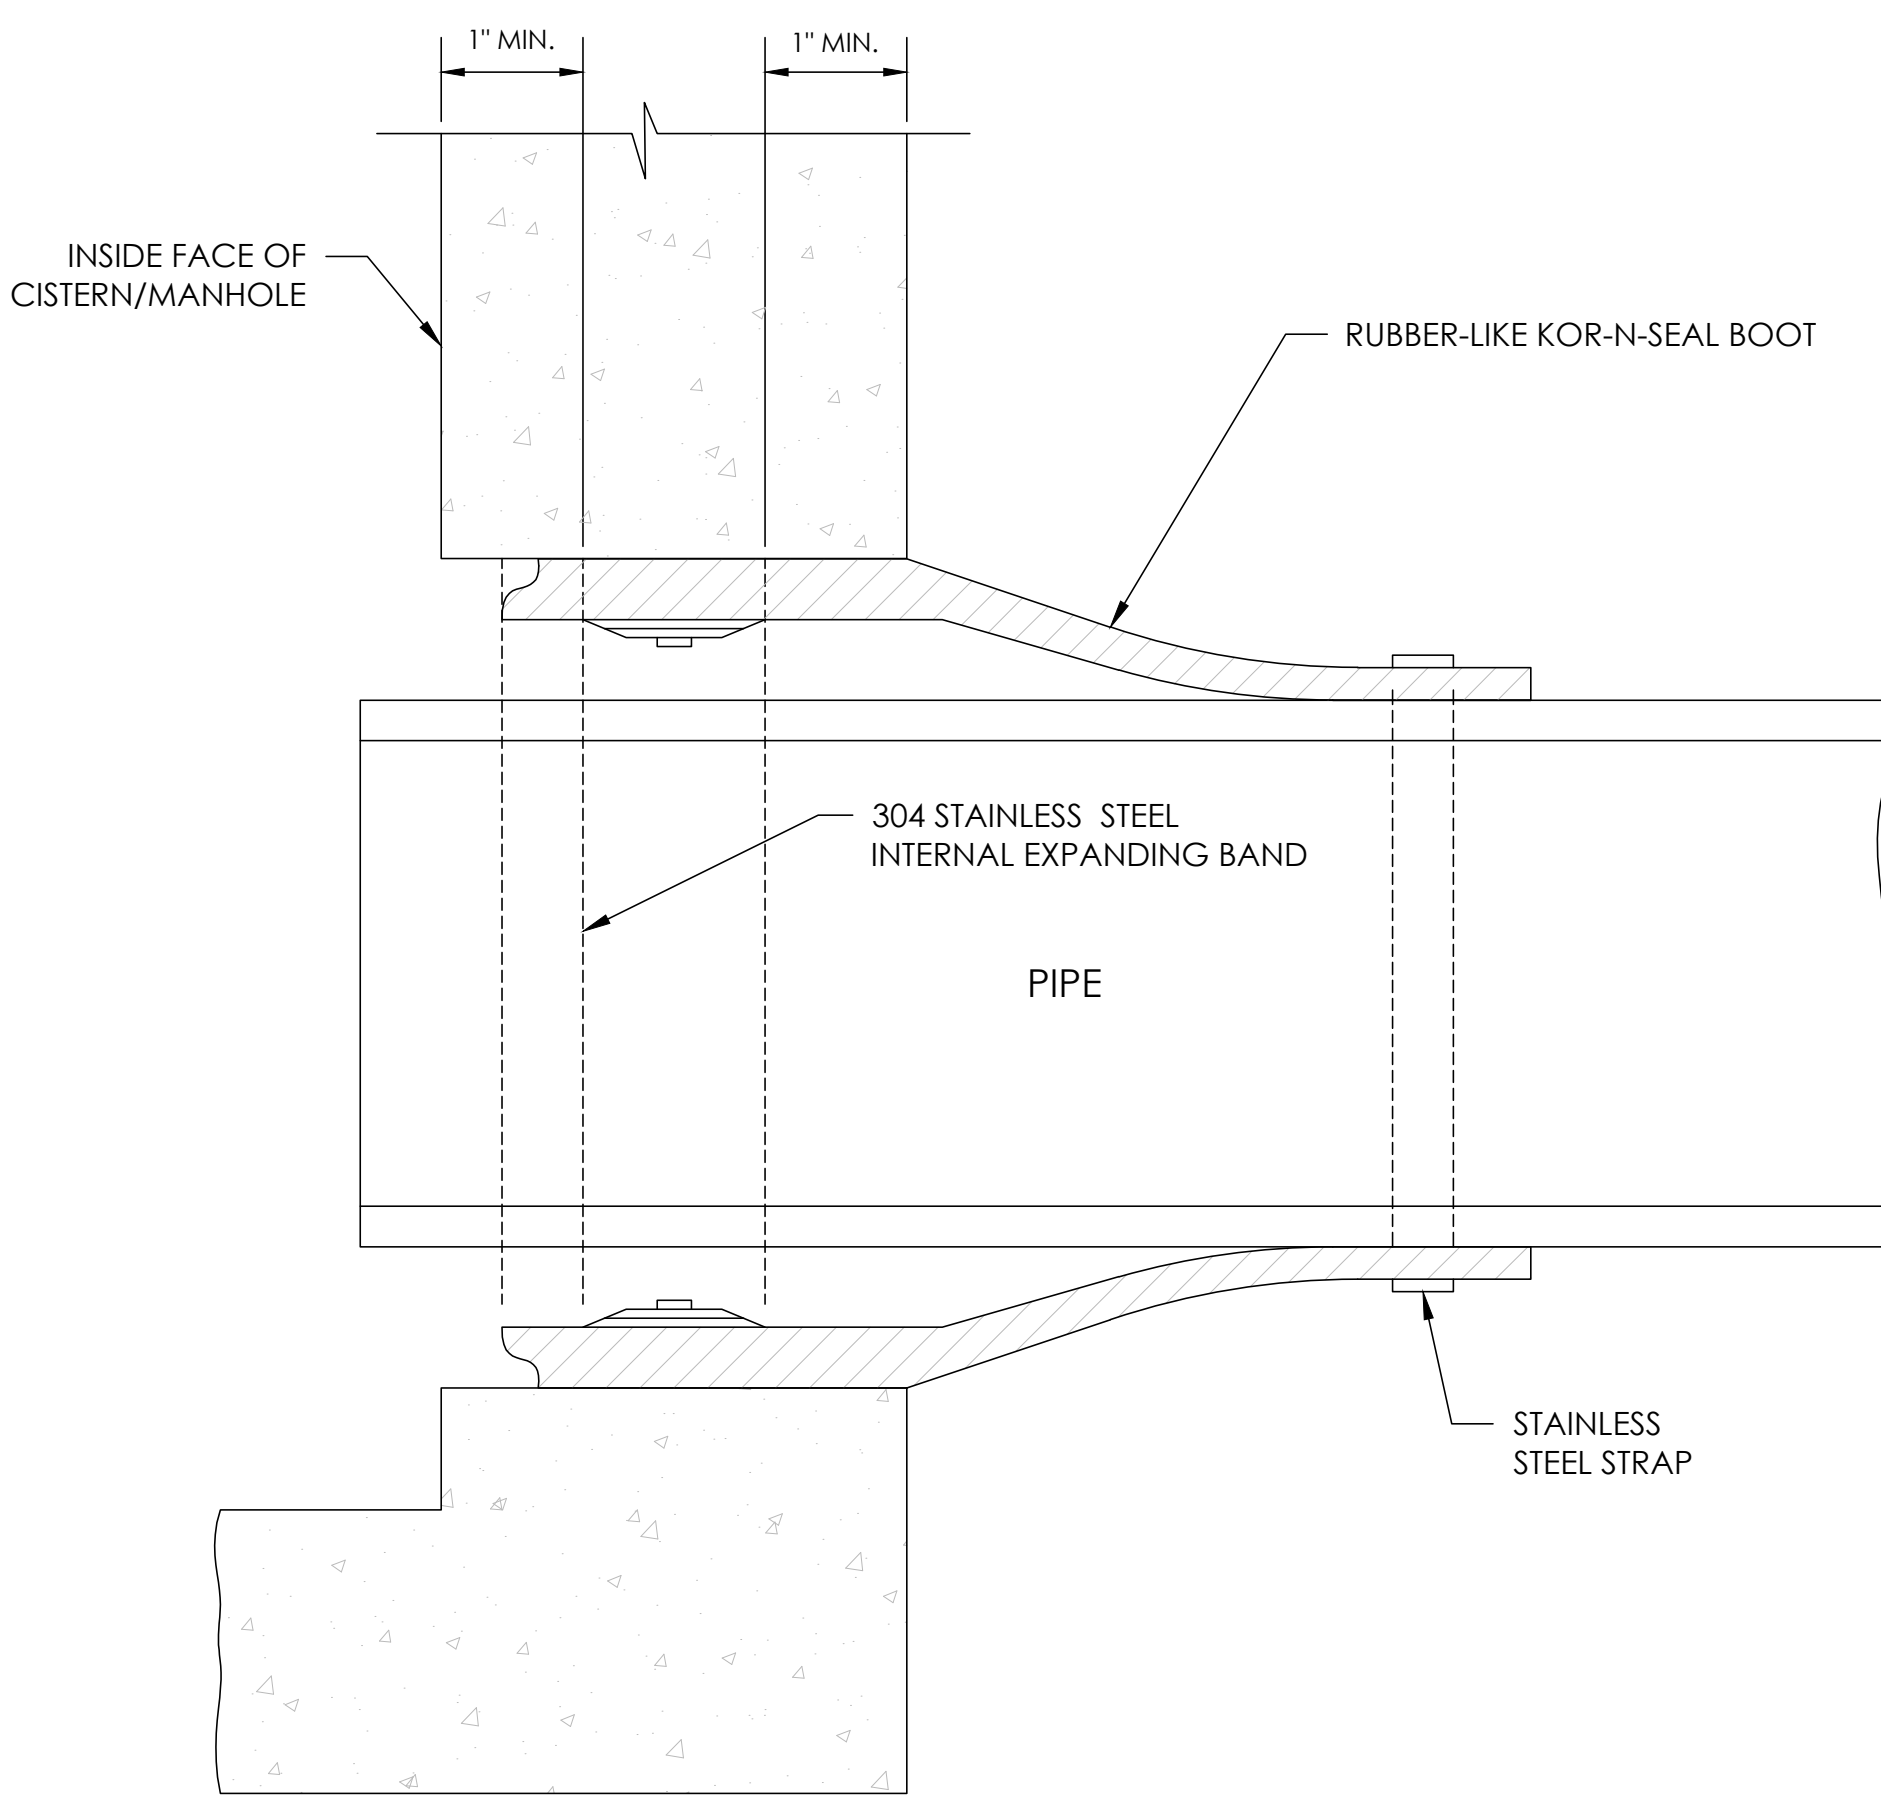 1" MIN.
1" MIN.
INSIDE FACE OF
CISTERN/MANHOLE
RUBBER-LIKE KOR-N-SEAL BOOT
304 STAINLESS STEEL
INTERNAL EXPANDING BAND
PIPE
STAINLESS
STEEL STRAP